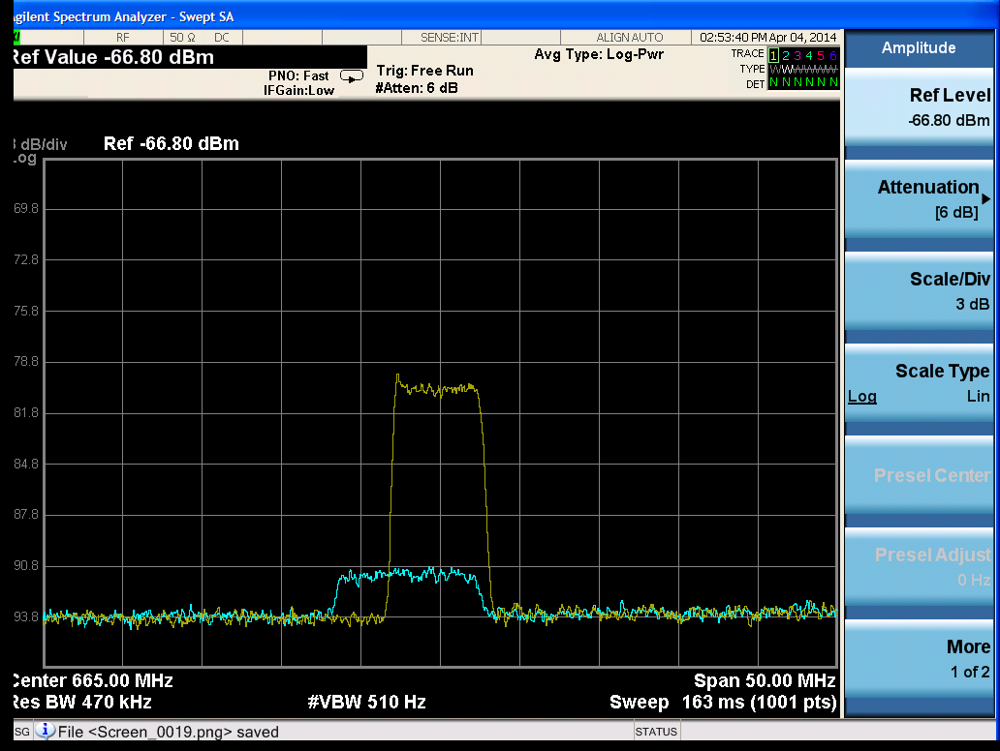 gilent Spectrum Analyzer - Swept SA
RF 50 Ω DC SENSE:INT ALIGN AUTO 02:53:40 PM Apr 04, 2014
Ref Value -66.80 dBm
Avg Type: Log-Pwr
TRACE 1 2 3 4 5 6
PNO: Fast Trig: Free Run
TYPE WWWWWW
IFGain:Low #Atten: 6 dB
DET N N N N N N
Amplitude
Ref Level
-66.80 dBm
Attenuation
[6 dB]
Scale/Div
3 dB
Scale Type
Log Lin
Presel Center
Presel Adjust
0 Hz
More
1 of 2
3 dB/div Ref -66.80 dBm
Log
69.8
72.8
75.8
78.8
81.8
84.8
87.8
90.8
93.8
Center 665.00 MHz Span 50.00 MHz
Res BW 470 kHz #VBW 510 Hz Sweep 163 ms (1001 pts)
SG File <Screen_0019.png> saved STATUS